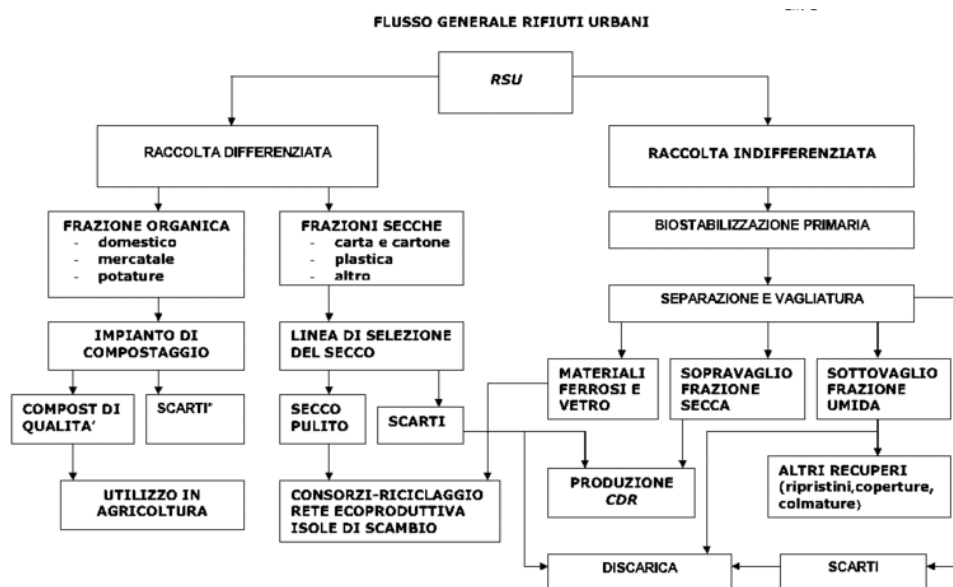 FLUSSO GENERALE RIFIUTI URBANI
RSU
RACCOLTA DIFFERENZIATA
RACCOLTA INDIFFERENZIATA
FRAZIONE ORGANICA
- domestico
- mercatale
- potature
FRAZIONI SECCHE
- carta e cartone
- plastica
- altro
BIOSTABILIZZAZIONE PRIMARIA
SEPARAZIONE E VAGLIATURA
IMPIANTO DI
COMPOSTAGGIO
LINEA DI SELEZIONE
DEL SECCO
MATERIALI
FERROSI E
VETRO
SOPRAVAGLIO
FRAZIONE
SECCA
SOTTOVAGLIO
FRAZIONE
UMIDA
COMPOST DI
QUALITA’
SCARTI*
SECCO
PULITO
SCARTI
UTILIZZO IN
AGRICOLTURA
CONSORZI-RICICLAGGIO
RETE ECOPRODUTTIVA
ISOLE DI SCAMBIO
PRODUZIONE
CDR
ALTRI RECUPERI
(ripristini,coperture,
colmature)
DISCARICA
SCARTI